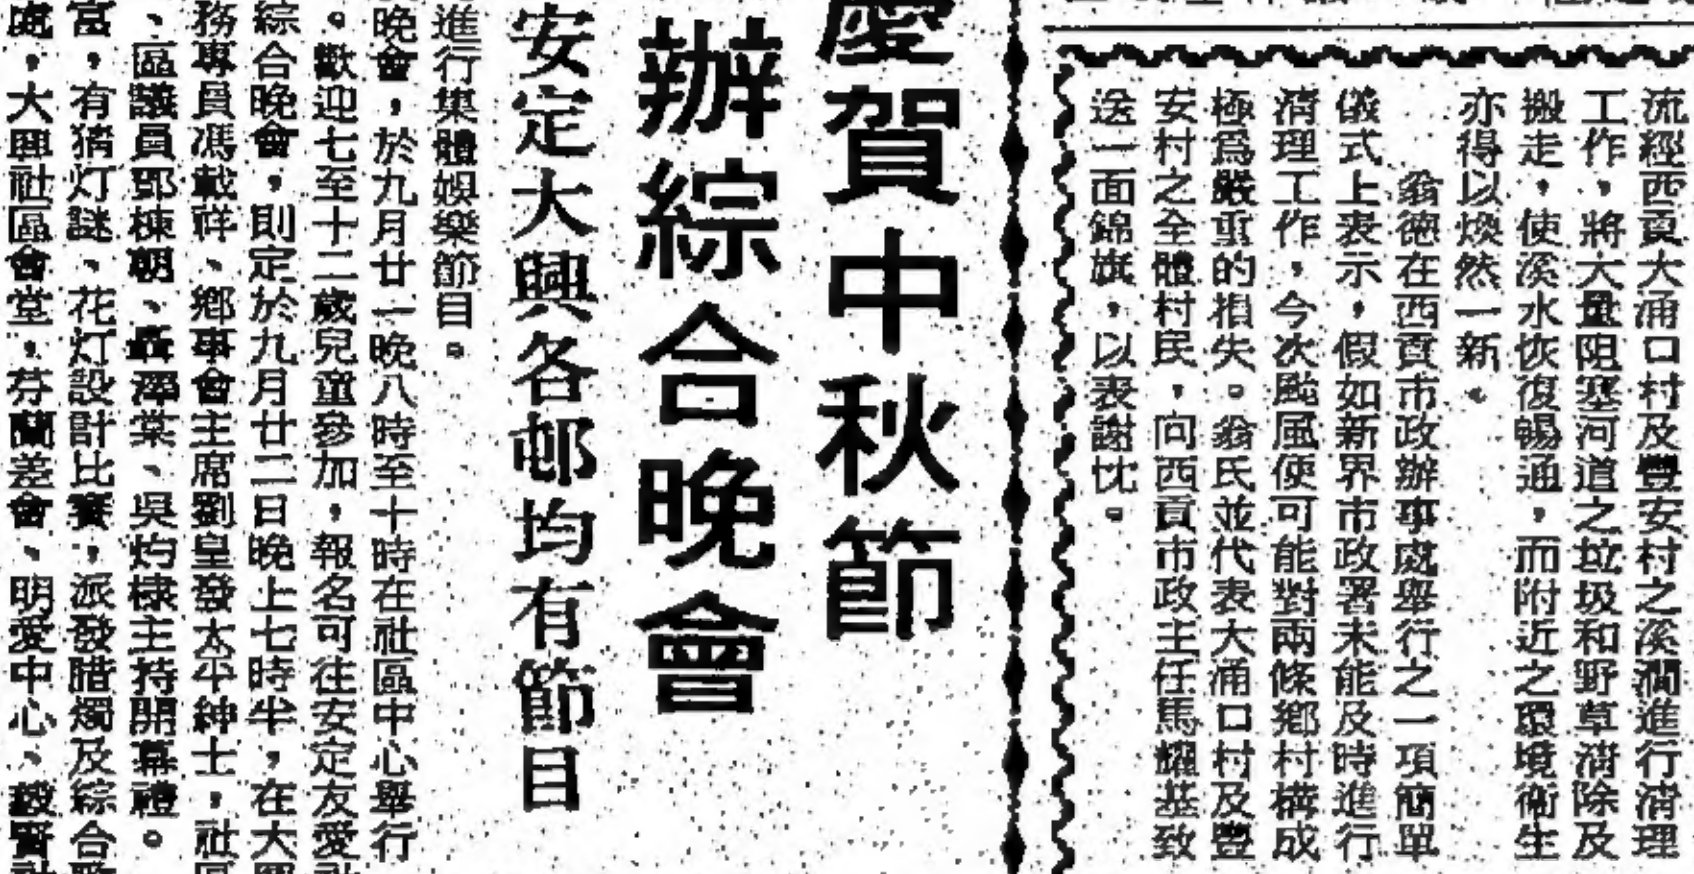 流經西貢大涌口村及豐安村之溪澗進行清理
工作，將大量阻塞河道之垃圾和野草清除及
搬走，使溪水恢復暢通，而附近之環境衛生
亦得以煥然一新。
翁德在西貢市政辦事處舉行之一項簡單
儀式上表示，假如新界市政署未能及時進行
清理工作，今次颱風便可能對兩條鄉村構成
極為嚴重的損失。翁氏並代表大涌口村及豐
安村之全體村民，向西貢市政主任馬耀基致
送一面錦旗，以表謝忱。
慶賀中秋節
辦綜合晚會
安定大興各邨均有節目
進行集體娛樂節目。
晚會，於九月廿一晚八時至十時在社區中心舉行
。歡迎七至十二歲兒童參加，報名可往安定友愛社
綜合晚會，則定於九月廿二日晚上七時半，在大興
務專員馮載祥、鄉事會主席劉皇發太平紳士，社區
、區議員鄧棟朝、聶澤棠、吳灼棣主持開幕禮。
富，有猜灯謎、花灯設計比賽，派發腊燭及綜合
處，大興社區會堂，芬蘭差會、明愛中心、